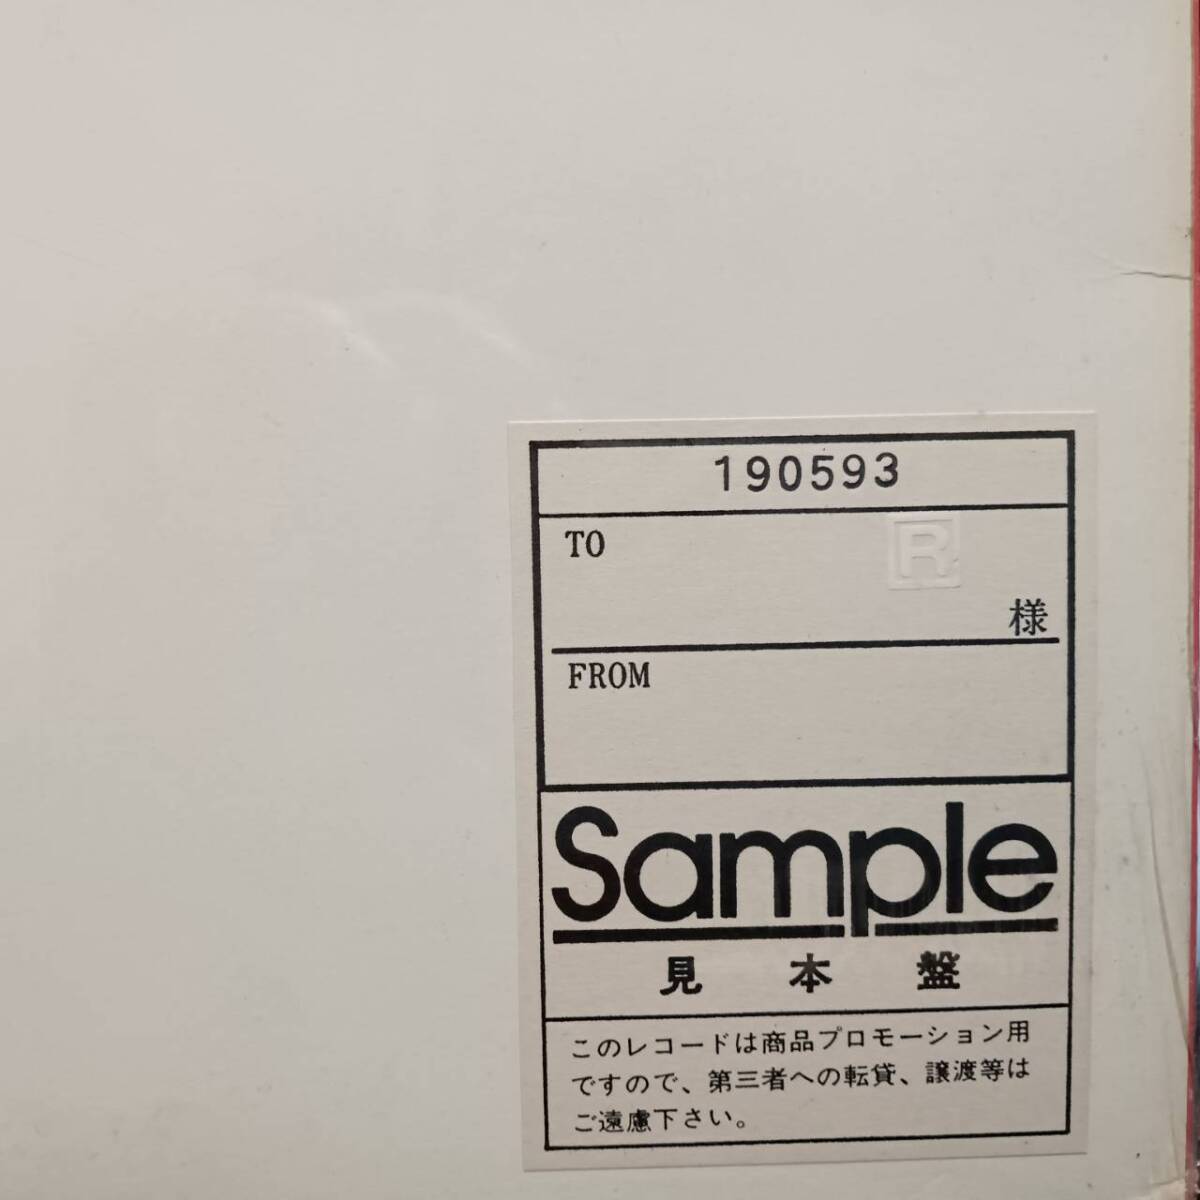 190593
TO
R
様
FROM
Sample
見本盤
このレコードは商品プロモーション用
ですので、第三者への転貸、譲渡等は
ご遠慮下さい。